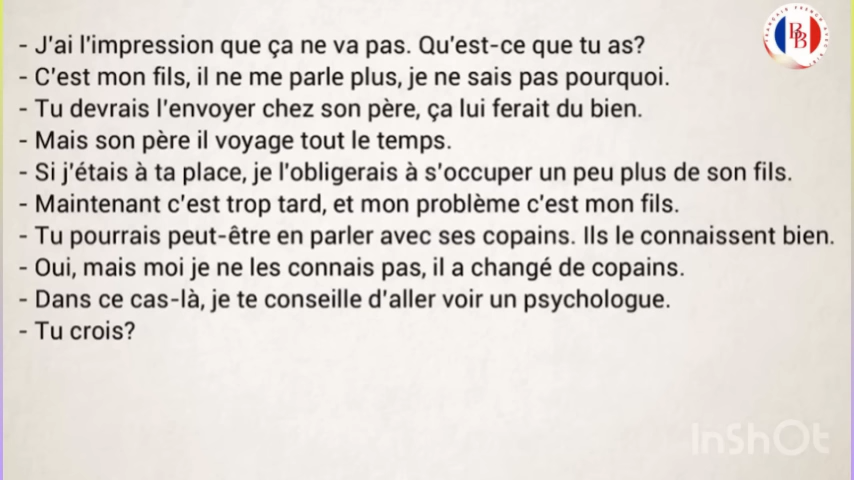 - J'ai l'impression que ça ne va pas. Qu'est-ce que tu as?
- C'est mon fils, il ne me parle plus, je ne sais pas pourquoi.
- Tu devrais l'envoyer chez son père, ça lui ferait du bien.
- Mais son père il voyage tout le temps.
- Si j'étais à ta place, je l'obligerais à s'occuper un peu plus de son fils.
- Maintenant c'est trop tard, et mon problème c'est mon fils.
- Tu pourrais peut-être en parler avec ses copains. Ils le connaissent bien.
- Oui, mais moi je ne les connais pas, il a changé de copains.
- Dans ce cas-là, je te conseille d'aller voir un psychologue.
- Tu crois?
InShOt